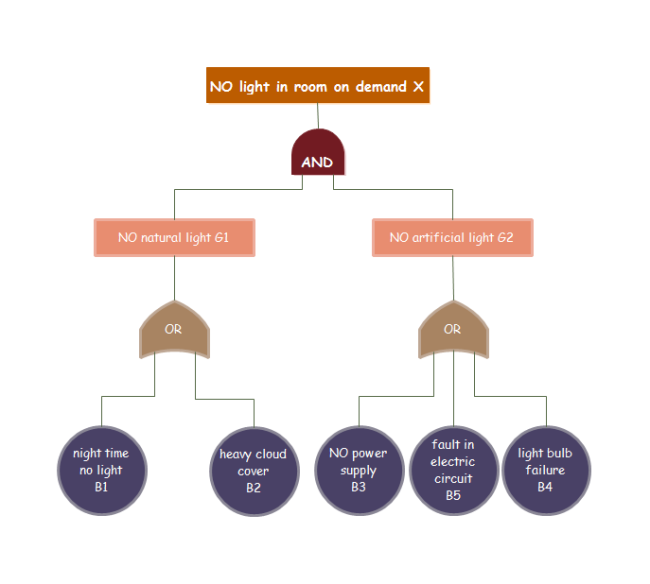 NO light in room on demand X
AND
NO natural light G1
NO artificial light G2
OR
OR
night time
no light
B1
heavy cloud
cover
B2
NO power
supply
B3
fault in
electric
circuit
B5
light bulb
failure
B4